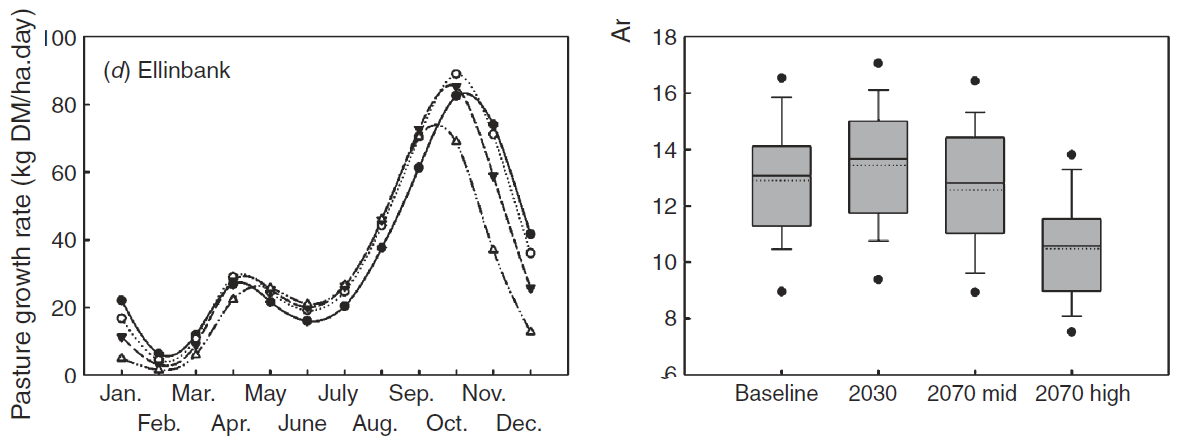 Pasture growth rate (kg DM/ha.day)
100
80
60
40
20
0
(d) Ellinbank
Jan. Mar. May July Sep. Nov.
Feb. Apr. June Aug. Oct. Dec.
Ar
18
16
14
12
10
8
6
Baseline 2030 2070 mid 2070 high